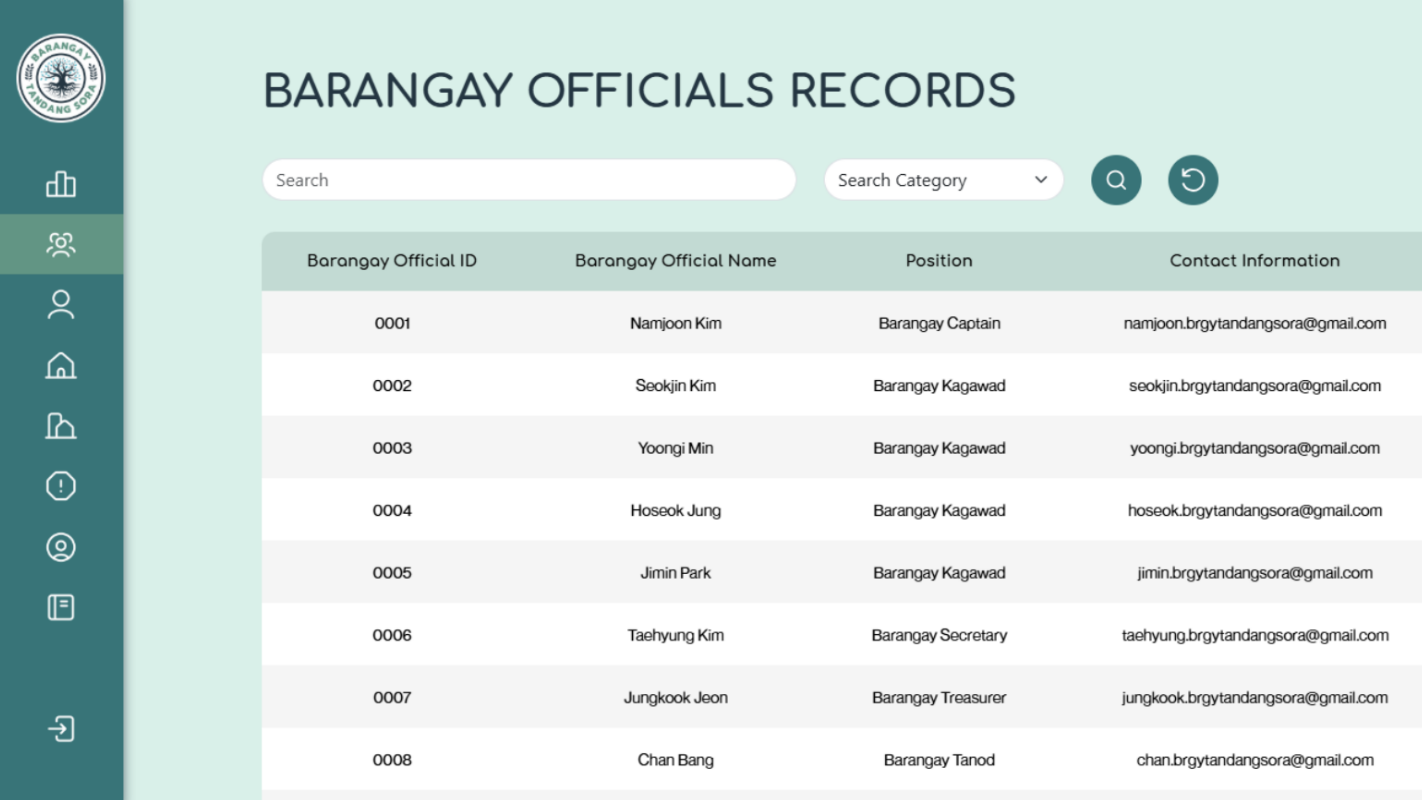 BARANGAY
TANDANG SORA
BARANGAY OFFICIALS RECORDS
Search
Search Category
Barangay Official ID Barangay Official Name Position Contact Information
0001 Namjoon Kim Barangay Captain namjoon.brgytandangsora@gmail.com
0002 Seokjin Kim Barangay Kagawad seokjin.brgytandangsora@gmail.com
0003 Yoongi Min Barangay Kagawad yoongi.brgytandangsora@gmail.com
0004 Hoseok Jung Barangay Kagawad hoseok.brgytandangsora@gmail.com
0005 Jimin Park Barangay Kagawad jimin.brgytandangsora@gmail.com
0006 Taehyung Kim Barangay Secretary taehyung.brgytandangsora@gmail.com
0007 Jungkook Jeon Barangay Treasurer jungkook.brgytandangsora@gmail.com
0008 Chan Bang Barangay Tanod chan.brgytandangsora@gmail.com